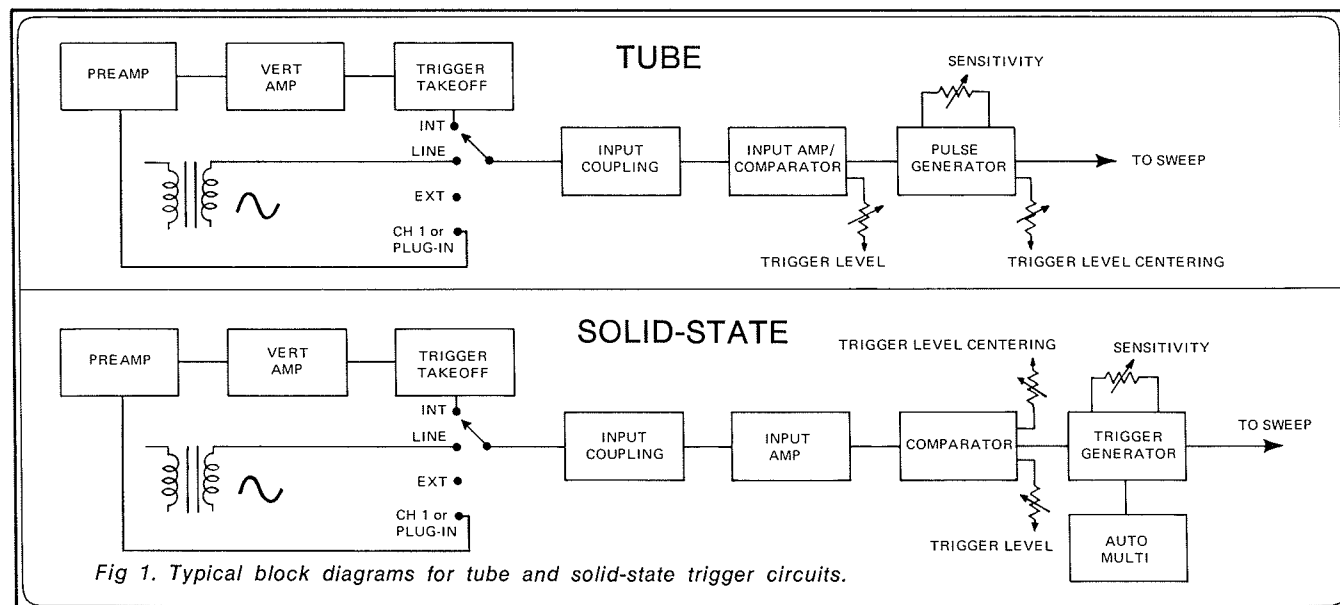 TUBE
PREAMP
VERT
AMP
TRIGGER
TAKEOFF
INT
LINE
EXT
CH 1 or
PLUG-IN
INPUT
COUPLING
INPUT AMP/
COMPARATOR
TRIGGER LEVEL
SENSITIVITY
PULSE
GENERATOR
TRIGGER LEVEL CENTERING
TO SWEEP
SOLID-STATE
PREAMP
VERT
AMP
TRIGGER
TAKEOFF
INT
LINE
EXT
CH 1 or
PLUG-IN
INPUT
COUPLING
INPUT
AMP
TRIGGER LEVEL CENTERING
COMPARATOR
TRIGGER LEVEL
SENSITIVITY
TRIGGER
GENERATOR
AUTO
MULTI
TO SWEEP
Fig 1. Typical block diagrams for tube and solid-state trigger circuits.